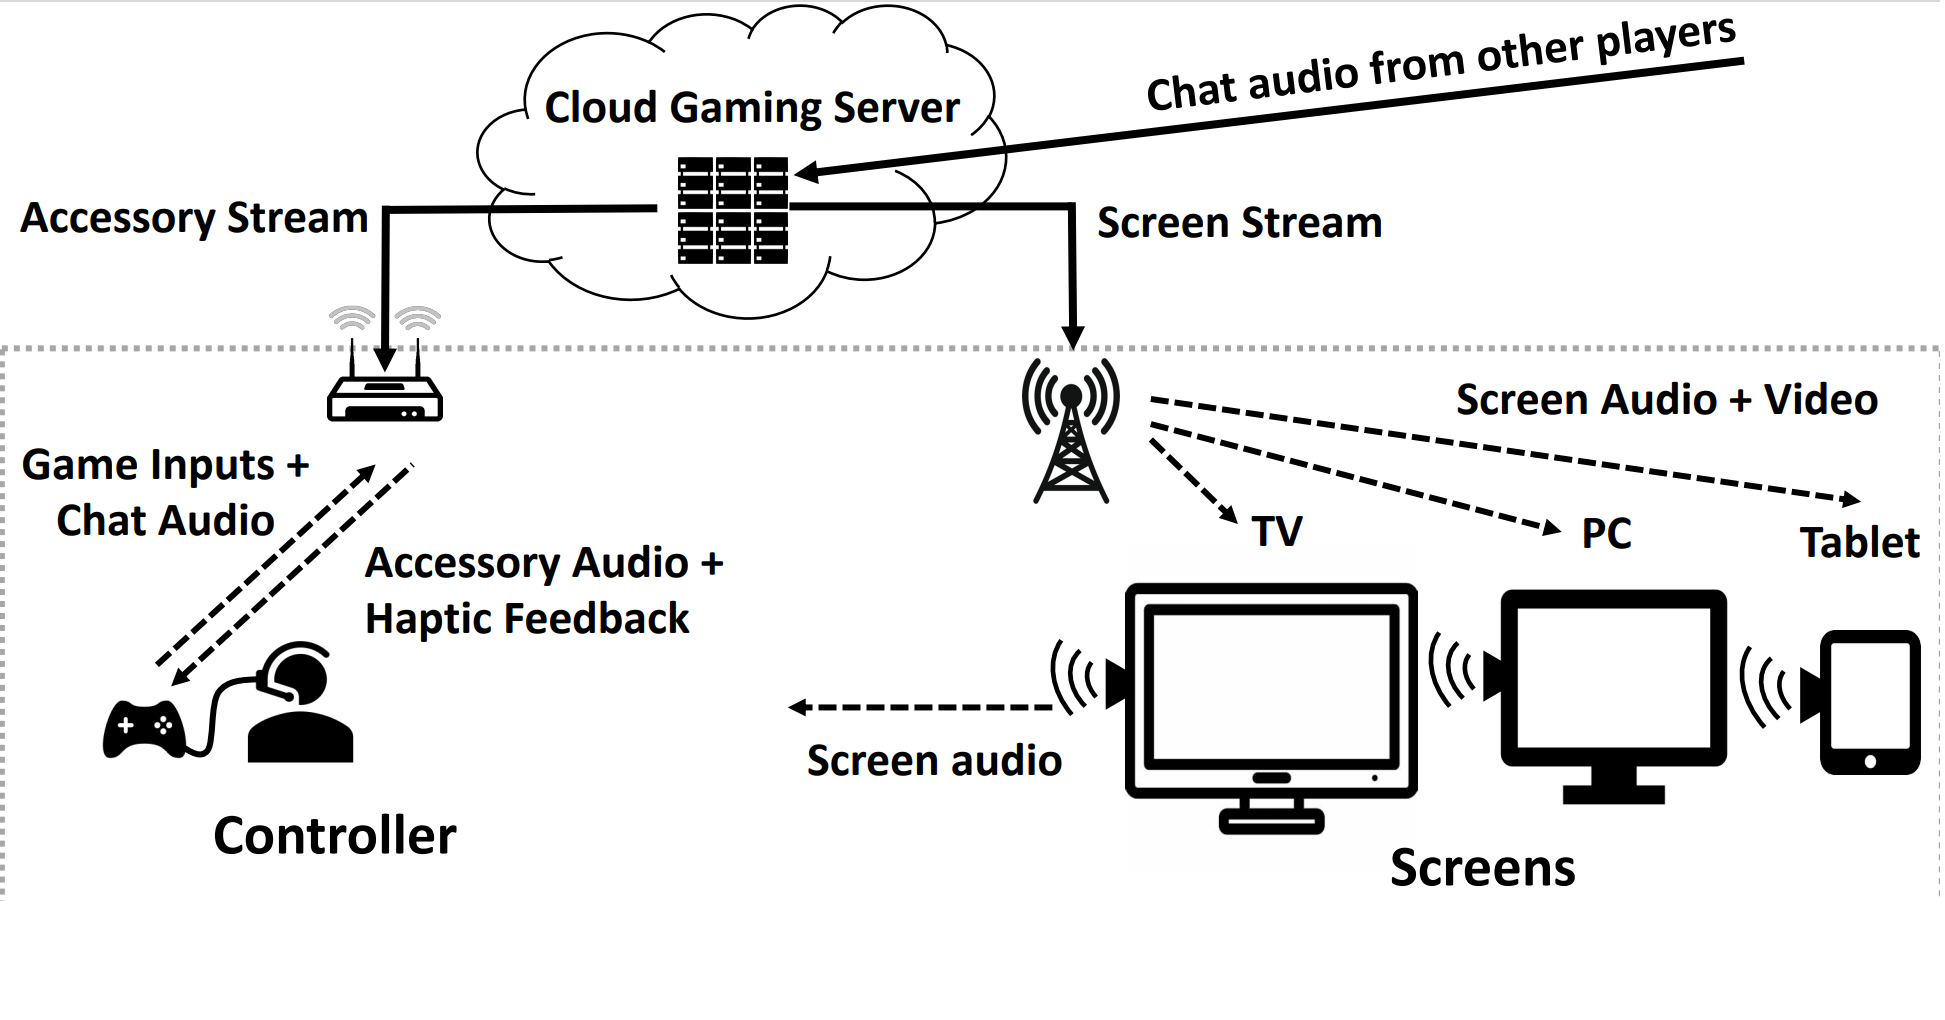 Chat audio from other players
Cloud Gaming Server
Accessory Stream
Screen Stream
Screen Audio + Video
Game Inputs +
Chat Audio
Accessory Audio +
Haptic Feedback
TV
PC
Tablet
Screen audio
Controller
Screens